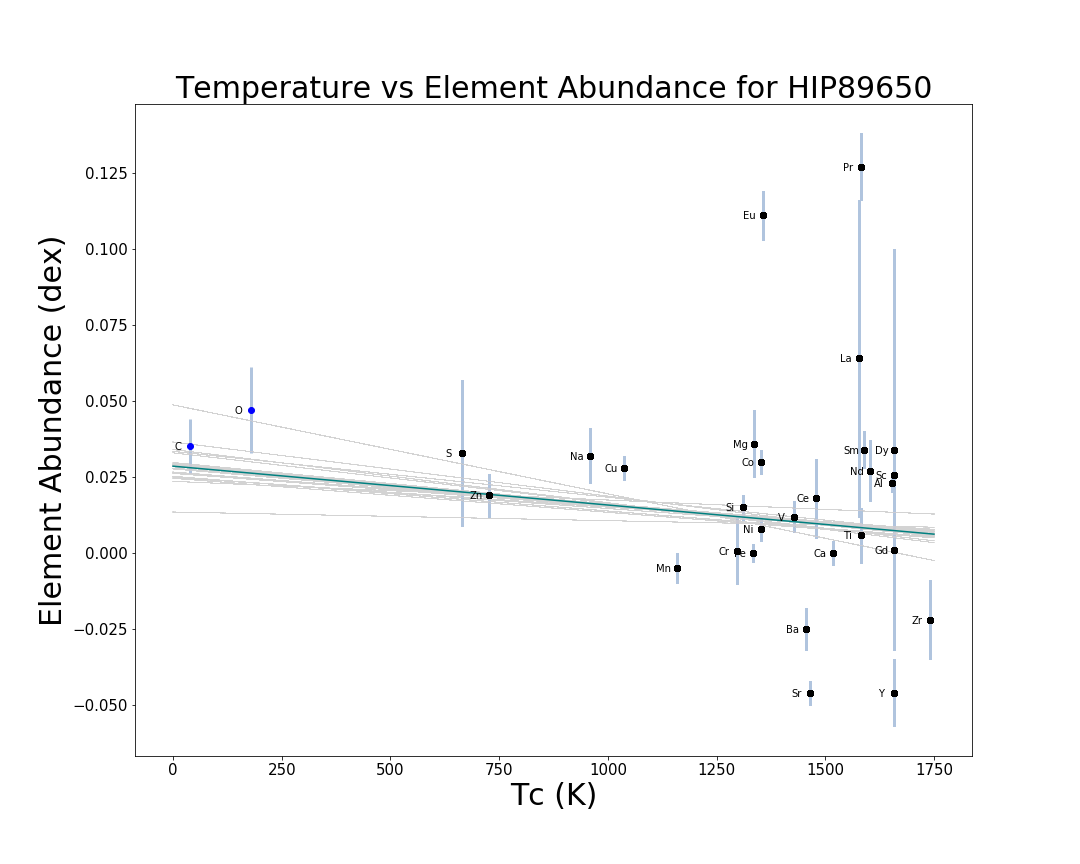 Temperature vs Element Abundance for HIP89650
Element Abundance (dex)
0.125
0.100
0.075
0.050
0.025
0.000
−0.025
−0.050
Pr
Eu
La
O
C
Mg
Sm
Dy
S
Na
Co
Cu
Nd
Sc
Al
Zn
Ce
Si
V
Ni
Ti
Cr
Fe
Ca
Gd
Mn
Zr
Ba
Sr
Y
0
250
500
750
1000
1250
1500
1750
Tc (K)